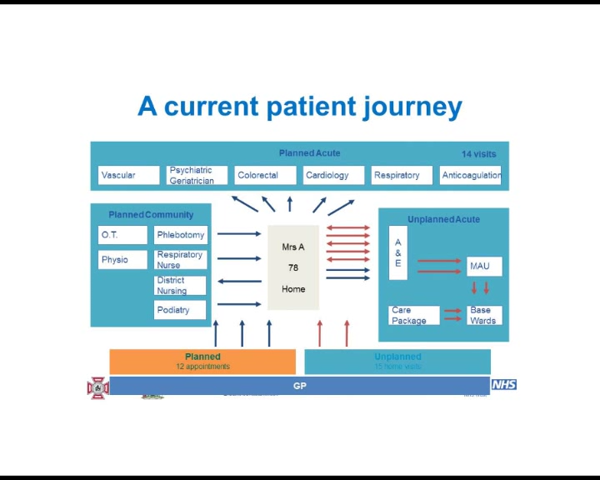 A current patient journey
Planned Acute
14 visits
Vascular
Psychiatric
Geriatrician
Colorectal
Cardiology
Respiratory
Anticoagulation
Planned Community
O.T.
Phlebotomy
Physio
Respiratory
Nurse
District
Nursing
Podiatry
Mrs A
78
Home
Unplanned Acute
A
&
E
MAU
Care
Package
Base
Wards
Planned
12 appointments
Unplanned
15 home visits
GP
NHS